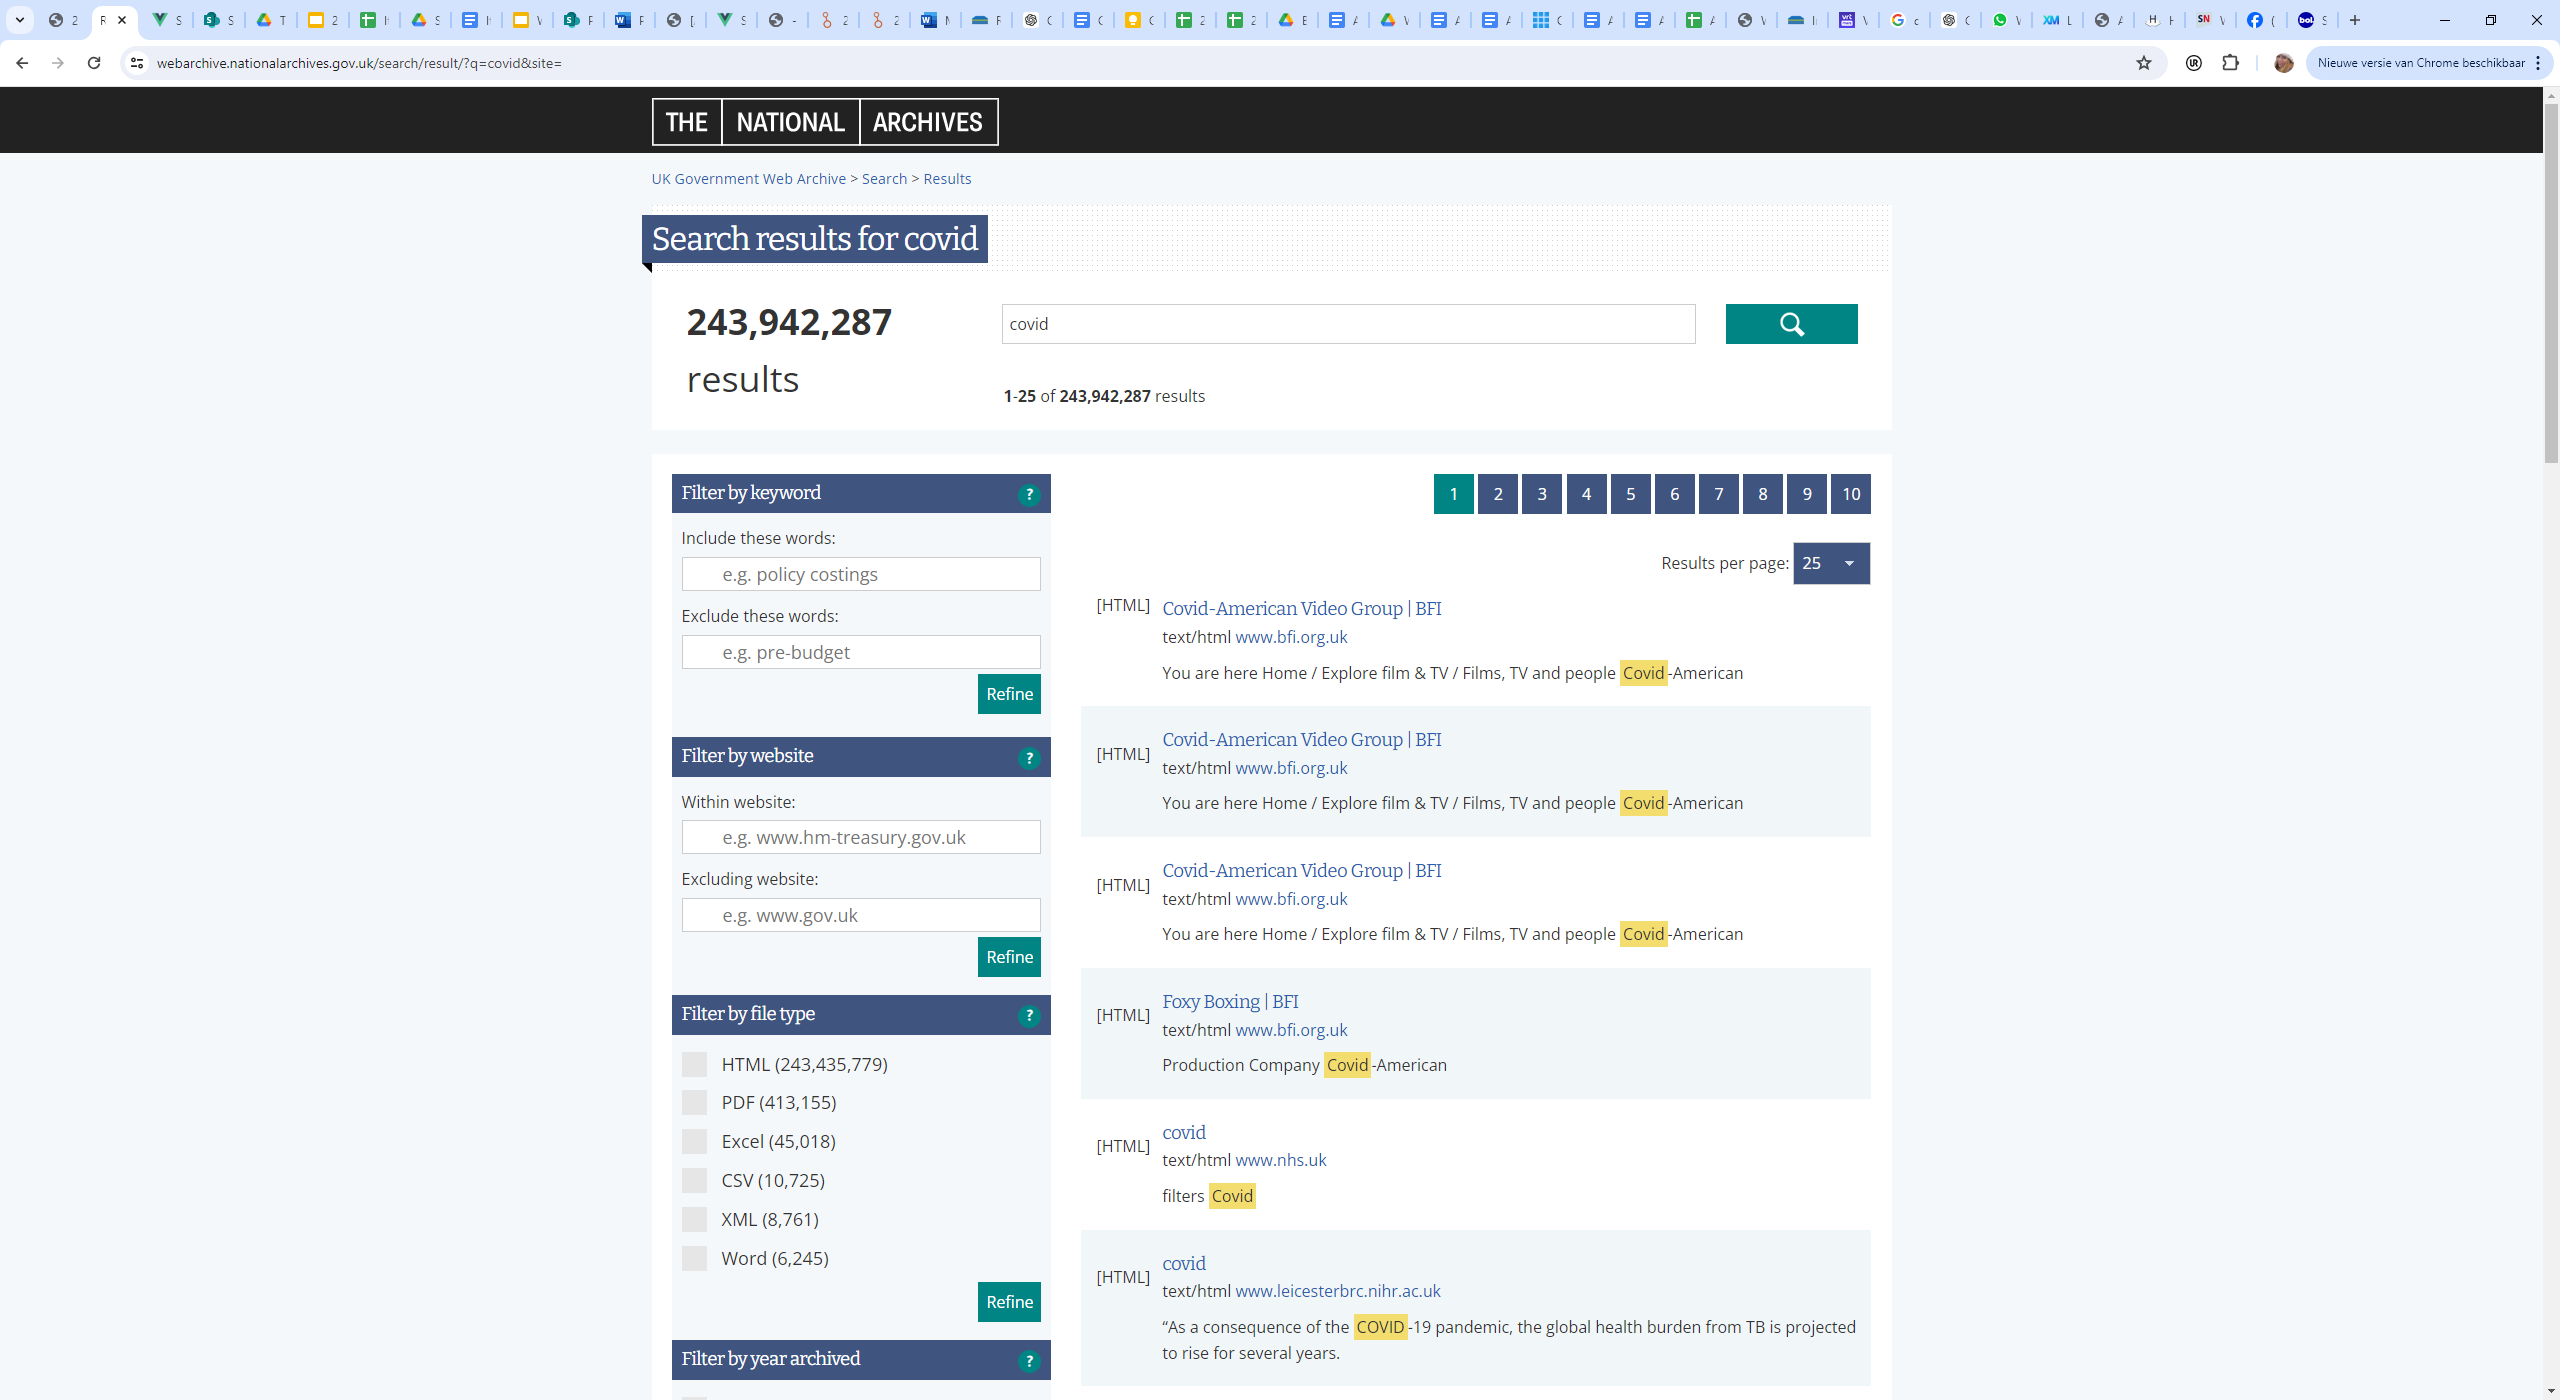 webarchive.nationalarchives.gov.uk/search/result/?q=covid&site=
Nieuwe versie van Chrome beschikbaar
THE NATIONAL ARCHIVES
UK Government Web Archive > Search > Results
Search results for covid
243,942,287
results
covid
1-25 of 243,942,287 results
Filter by keyword ?
Include these words:
e.g. policy costings
Exclude these words:
e.g. pre-budget
Refine
Filter by website ?
Within website:
e.g. www.hm-treasury.gov.uk
Excluding website:
e.g. www.gov.uk
Refine
Filter by file type ?
HTML (243,435,779)
PDF (413,155)
Excel (45,018)
CSV (10,725)
XML (8,761)
Word (6,245)
Refine
Filter by year archived ?
1 2 3 4 5 6 7 8 9 10
Results per page: 25
[HTML] Covid-American Video Group | BFI
text/html www.bfi.org.uk
You are here Home / Explore film & TV / Films, TV and people Covid-American
[HTML] Covid-American Video Group | BFI
text/html www.bfi.org.uk
You are here Home / Explore film & TV / Films, TV and people Covid-American
[HTML] Covid-American Video Group | BFI
text/html www.bfi.org.uk
You are here Home / Explore film & TV / Films, TV and people Covid-American
[HTML] Foxy Boxing | BFI
text/html www.bfi.org.uk
Production Company Covid-American
[HTML] covid
text/html www.nhs.uk
filters Covid
[HTML] covid
text/html www.leicesterbrc.nihr.ac.uk
“As a consequence of the COVID-19 pandemic, the global health burden from TB is projected
to rise for several years.